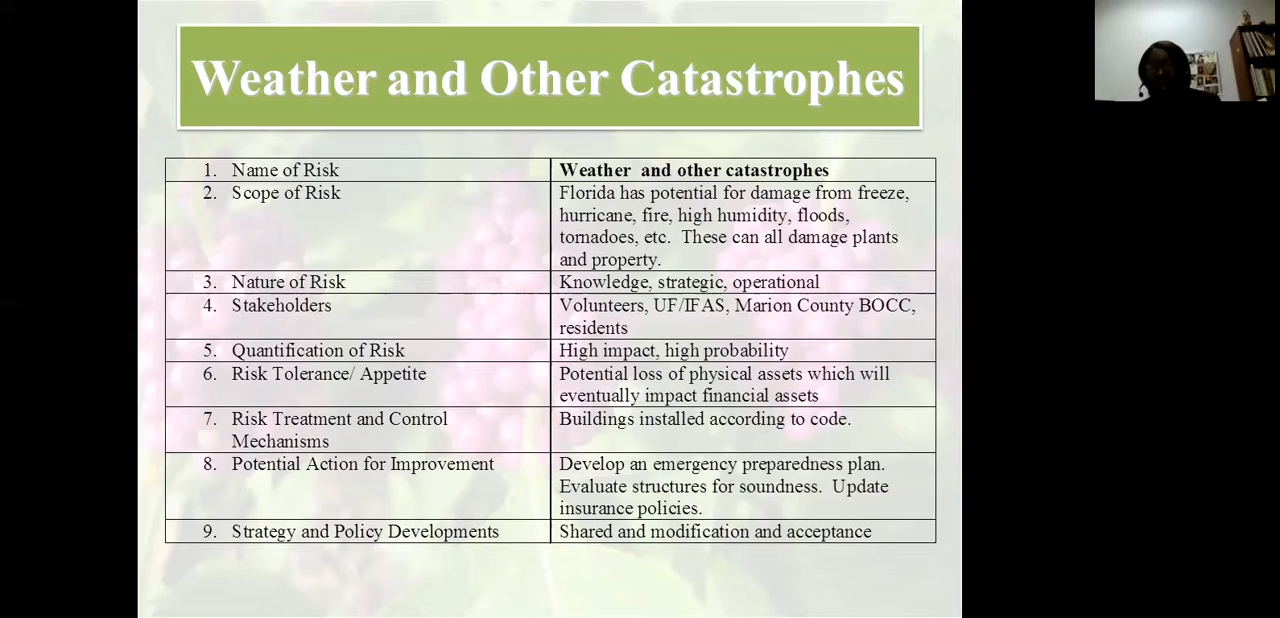 Weather and Other Catastrophes
1. Name of Risk
Weather and other catastrophes
2. Scope of Risk
Florida has potential for damage from freeze,
hurricane, fire, high humidity, floods,
tornadoes, etc. These can all damage plants
and property.
3. Nature of Risk
Knowledge, strategic, operational
4. Stakeholders
Volunteers, UF/IFAS, Marion County BOCC,
residents
5. Quantification of Risk
High impact, high probability
6. Risk Tolerance/ Appetite
Potential loss of physical assets which will
eventually impact financial assets
7. Risk Treatment and Control
Mechanisms
Buildings installed according to code.
8. Potential Action for Improvement
Develop an emergency preparedness plan.
Evaluate structures for soundness. Update
insurance policies.
9. Strategy and Policy Developments
Shared and modification and acceptance